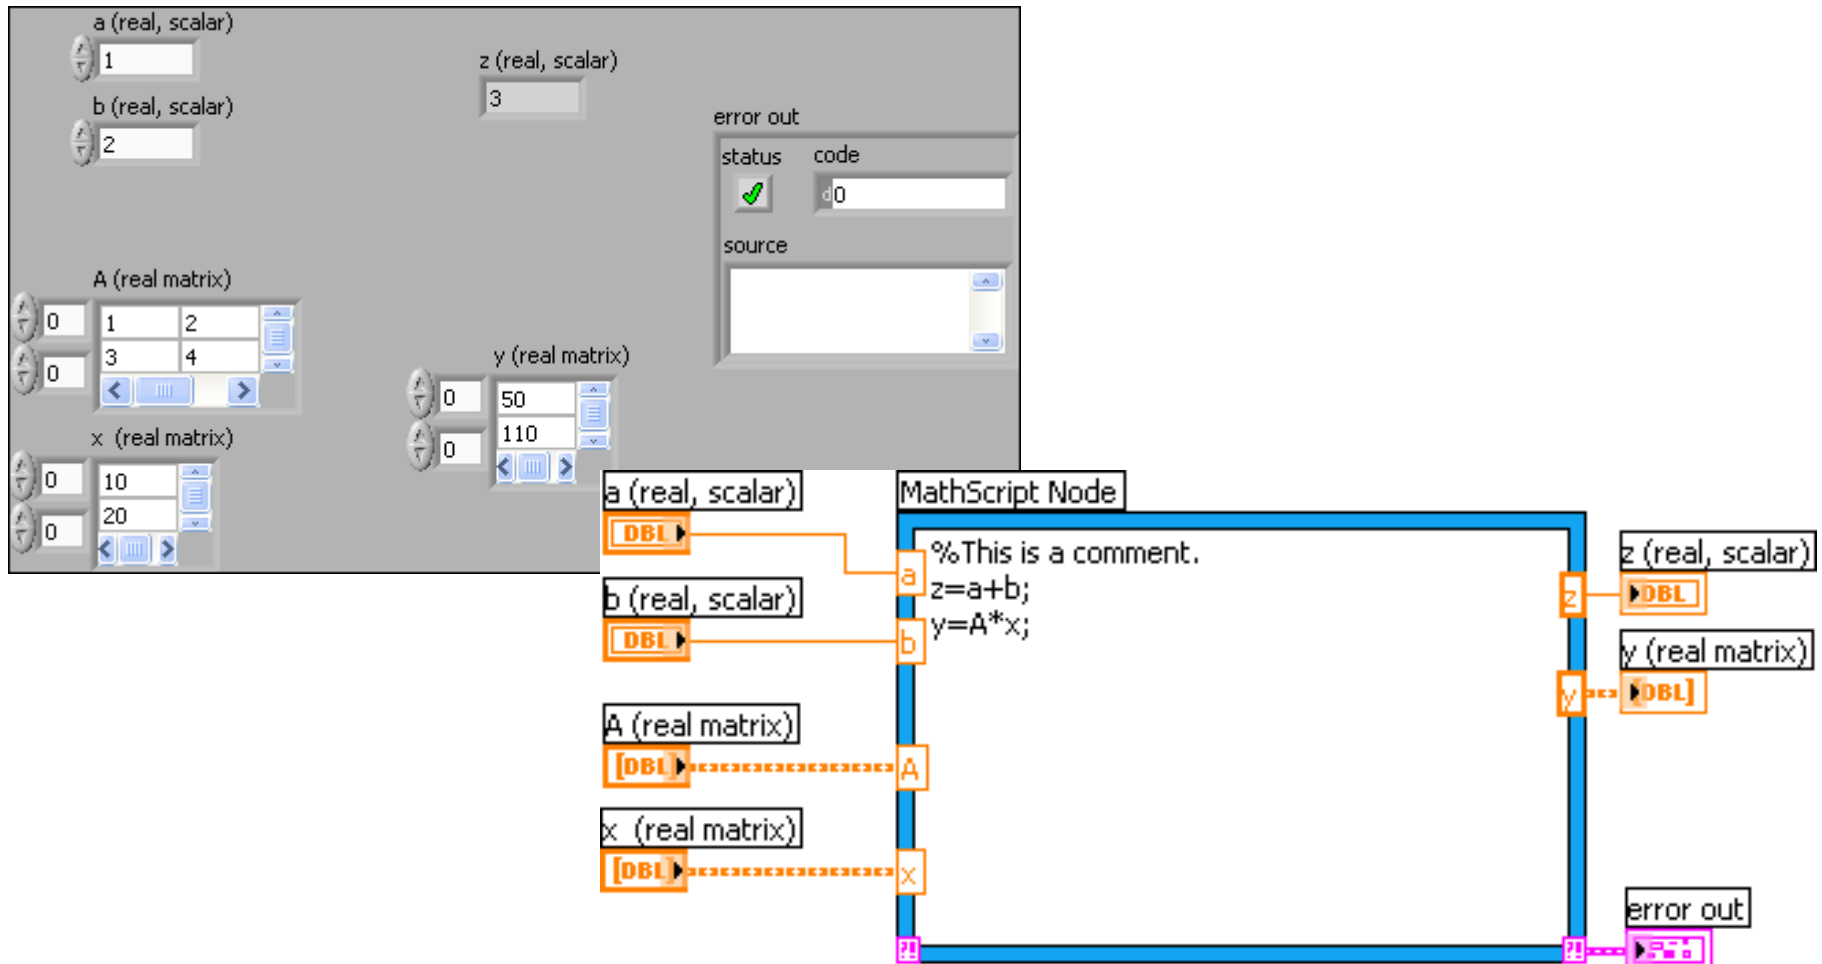 a (real, scalar)
1
b (real, scalar)
2
z (real, scalar)
3
error out
status code
d0
source
A (real matrix)
0 1 2
0 3 4
x (real matrix)
0 10
0 20
y (real matrix)
0 50
0 110
a (real, scalar)
DBL
b (real, scalar)
DBL
A (real matrix)
[DBL]
x (real matrix)
[DBL]
MathScript Node
%This is a comment.
z=a+b;
y=A*x;
a
b
A
x
z
y
?!
?!
z (real, scalar)
DBL
y (real matrix)
[DBL]
error out